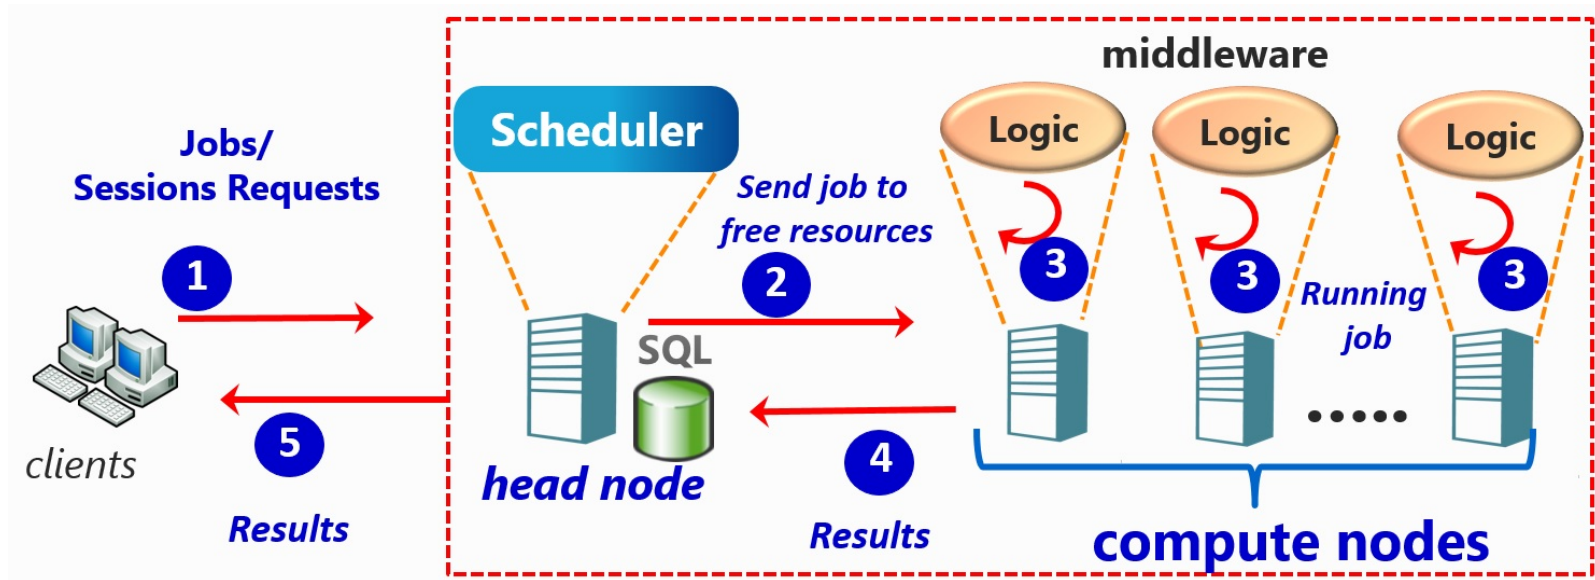 middleware
Scheduler
Logic
Logic
Logic
Jobs/
Sessions Requests
Send job to
free resources
1
2
3
3
3
Running
job
SQL
clients
5
4
head node
Results
Results
compute nodes